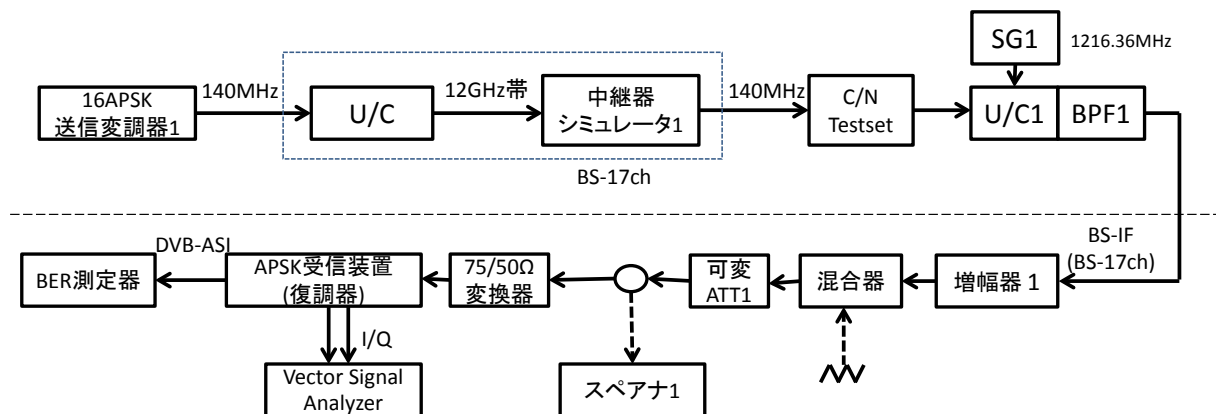 SG1
1216.36MHz
16APSK
送信変調器1
140MHz
U/C
12GHz帯
中継器
シミュレータ1
140MHz
C/N
Testset
U/C1
BPF1
BS-17ch
BS-IF
(BS-17ch)
BER測定器
DVB-ASI
APSK受信装置
(復調器)
75/50Ω
変換器
可変
ATT1
混合器
増幅器 1
I/Q
Vector Signal
Analyzer
スペアナ1